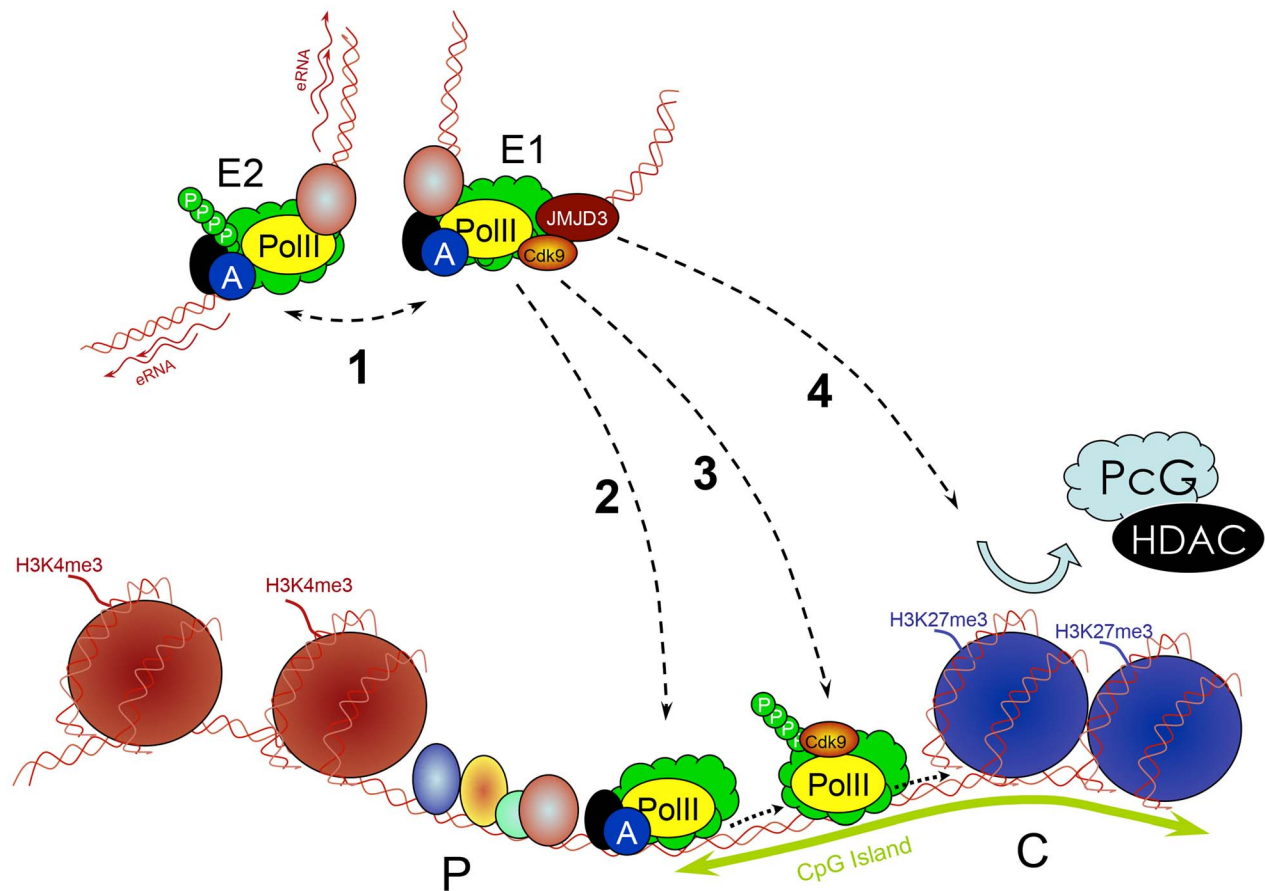 eRNA
E2
E1
P
P
P
P
PolII
A
PolII
A
JMJD3
Cdk9
eRNA
1
2
3
4
PcG
HDAC
H3K4me3
H3K4me3
H3K27me3
H3K27me3
P
P
P
P
Cdk9
PolII
PolII
A
P
CpG Island
C